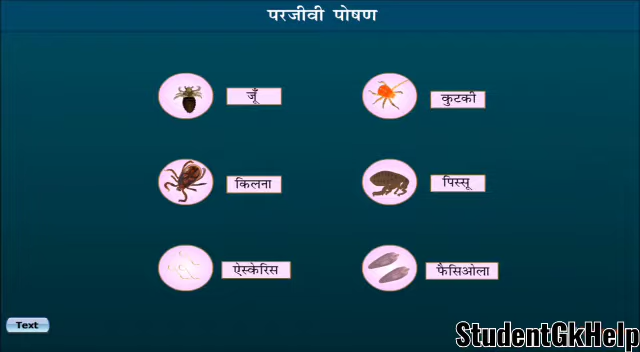 परजीवी पोषण
जूँ
कुटकी
किलना
पिस्सू
ऐस्केरिस
फैसिओला
Text
StudentGkHelp